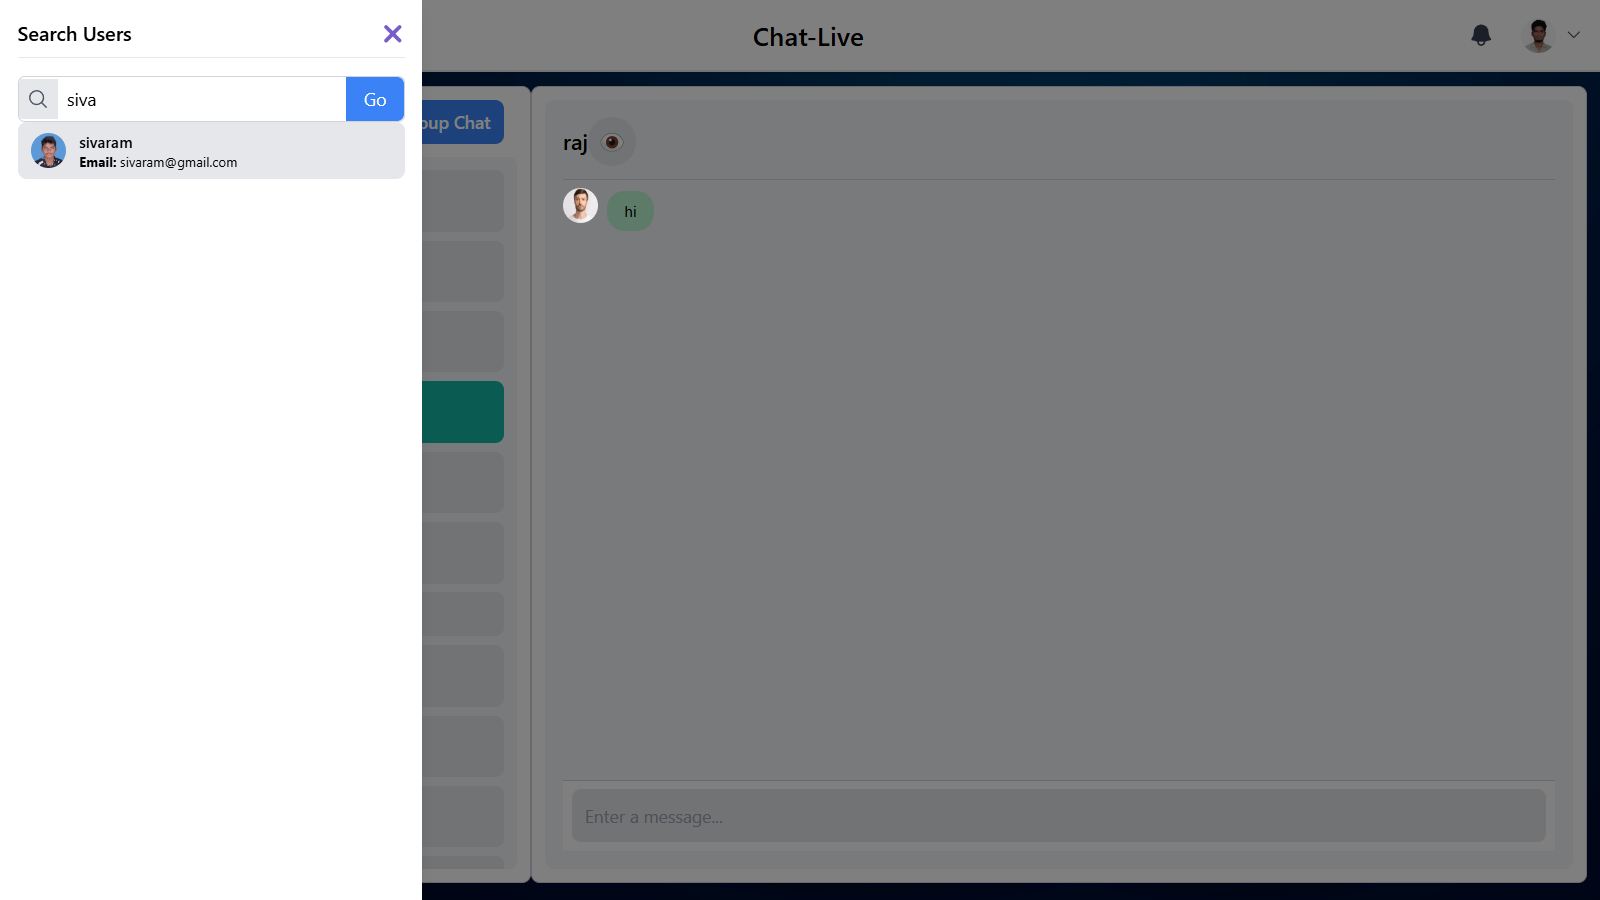 Search Users
siva
Go
sivaram
Email: sivaram@gmail.com
Chat-Live
oup Chat
raj
hi
Enter a message...